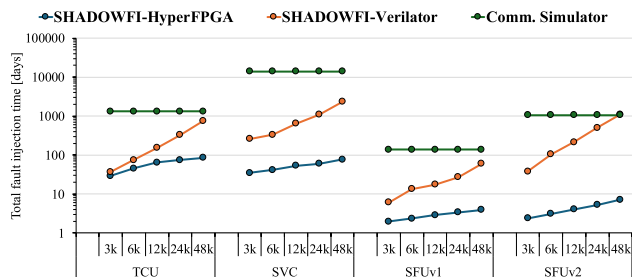 SHADOWFI-HyperFPGA SHADOWFI-Verilator Comm. Simulator
Total fault injection time [days]
100000
10000
1000
100
10
1
3k 6k 12k 24k 48k 3k 6k 12k 24k 48k 3k 6k 12k 24k 48k 3k 6k 12k 24k 48k
TCU SVC SFUv1 SFUv2